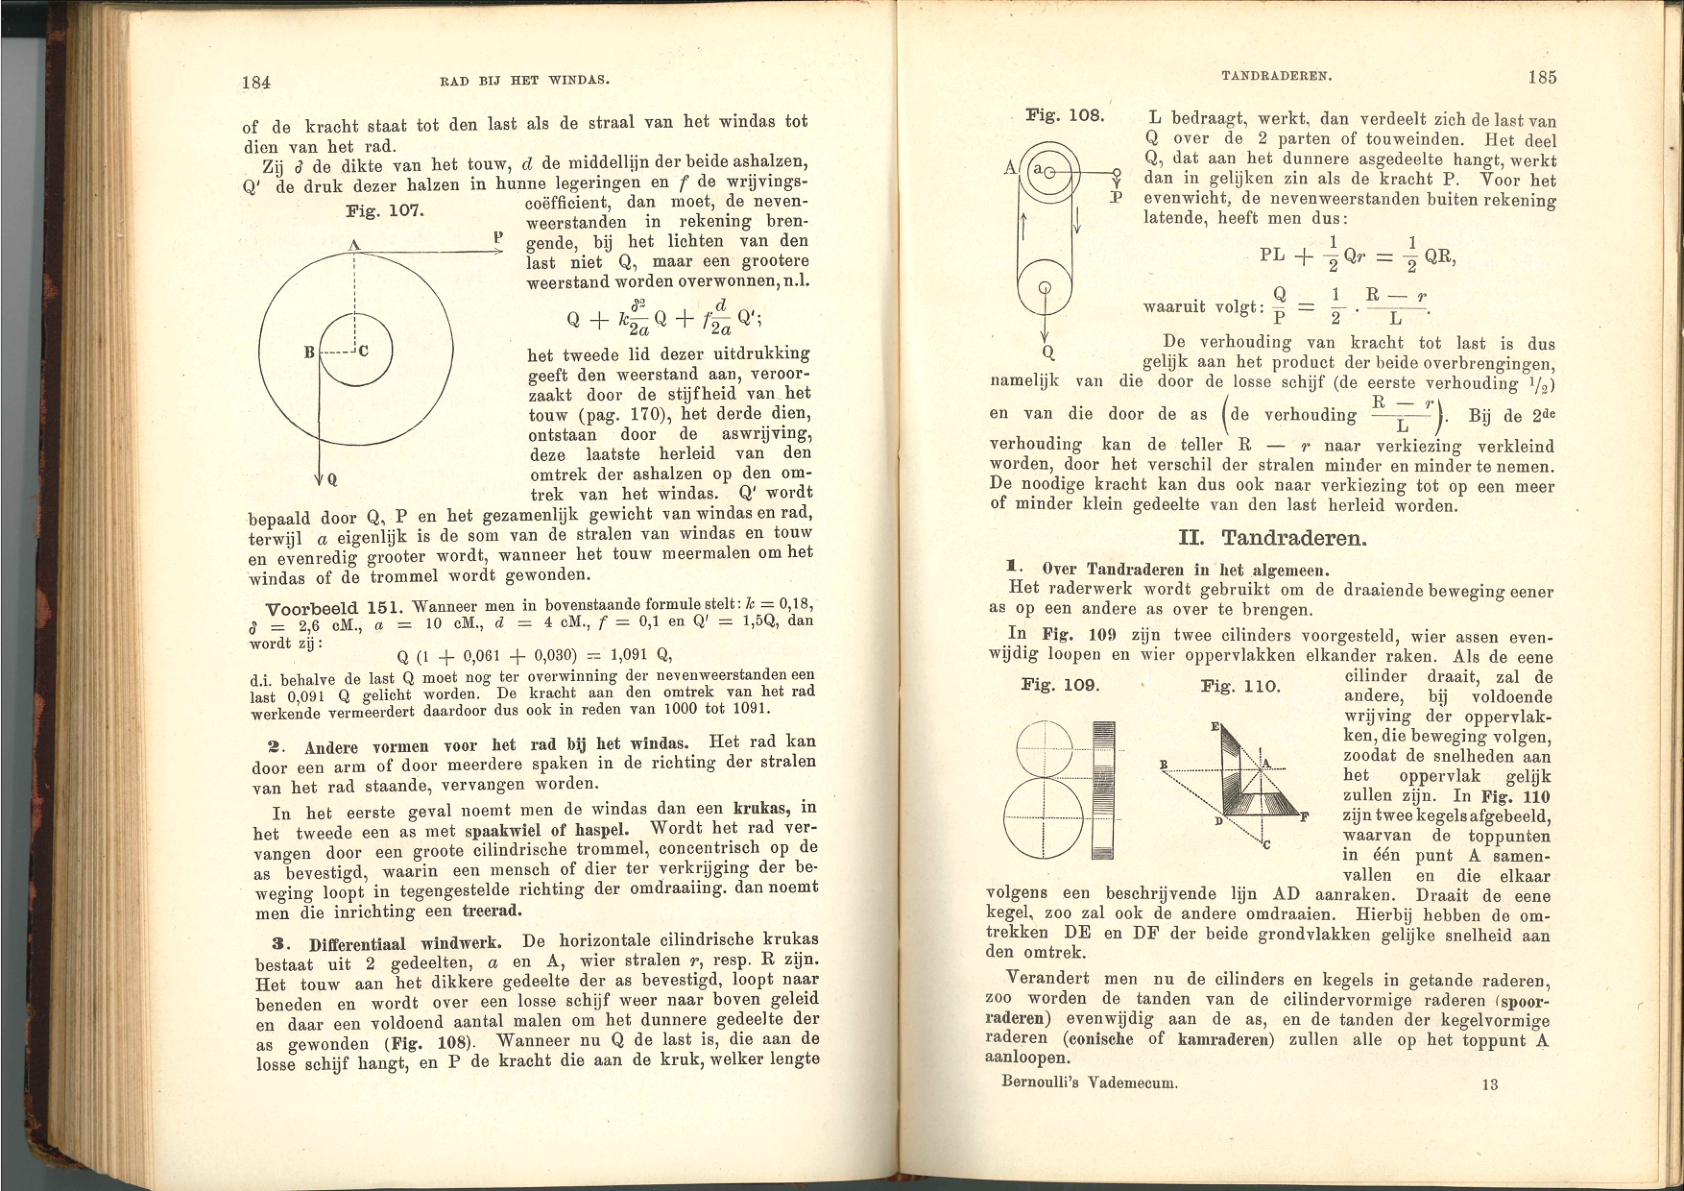 184
RAD BIJ HET WINDAS.
of de kracht staat tot den last als de straal van het windas tot
dien van het rad.
Zij ∂ de dikte van het touw, d de middellijn der beide ashalzen,
Q' de druk dezer halzen in hunne legeringen en f de wrijvings-
Fig. 107.
A
P
B
C
Q
coëfficient, dan moet, de neven-
weerstanden in rekening bren-
gende, bij het lichten van den
last niet Q, maar een grootere
weerstand worden overwonnen, n.l.
Q + k ∂²/2a Q + f d/2a Q';
het tweede lid dezer uitdrukking
geeft den weerstand aan, veroor-
zaakt door de stijfheid van het
touw (pag. 170), het derde dien,
ontstaan door de aswrijving,
deze laatste herleid van den
omtrek der ashalzen op den om-
trek van het windas. Q' wordt
bepaald door Q, P en het gezamenlijk gewicht van windas en rad,
terwijl a eigenlijk is de som van de stralen van windas en touw
en evenredig grooter wordt, wanneer het touw meermalen om het
windas of de trommel wordt gewonden.
Voorbeeld 151. Wanneer men in bovenstaande formule stelt: k = 0,18,
∂ = 2,6 cM., a = 10 cM., d = 4 cM., f = 0,1 en Q' = 1,5Q, dan
wordt zij:
Q (1 + 0,061 + 0,030) = 1,091 Q,
d.i. behalve de last Q moet nog ter overwinning der nevenweerstanden een
last 0,091 Q gelicht worden. De kracht aan den omtrek van het rad
werkende vermeerdert daardoor dus ook in reden van 1000 tot 1091.
2. Andere vormen voor het rad bij het windas. Het rad kan
door een arm of door meerdere spaken in de richting der stralen
van het rad staande, vervangen worden.
In het eerste geval noemt men de windas dan een krukas, in
het tweede een as met spaakwiel of haspel. Wordt het rad ver-
vangen door een groote cilindrische trommel, concentrisch op de
as bevestigd, waarin een mensch of dier ter verkrijging der be-
weging loopt in tegengestelde richting der omdraaiing. dan noemt
men die inrichting een treerad.
3. Differentiaal windwerk. De horizontale cilindrische krukas
bestaat uit 2 gedeelten, a en A, wier stralen r, resp. R zijn.
Het touw aan het dikkere gedeelte der as bevestigd, loopt naar
beneden en wordt over een losse schijf weer naar boven geleid
en daar een voldoend aantal malen om het dunnere gedeelte der
as gewonden (Fig. 108). Wanneer nu Q de last is, die aan de
losse schijf hangt, en P de kracht die aan de kruk, welker lengte
TANDRADEREN.
185
Fig. 108.
A
a
P
Q
L bedraagt, werkt, dan verdeelt zich de last van
Q over de 2 parten of touweinden. Het deel
Q, dat aan het dunnere asgedeelte hangt, werkt
dan in gelijken zin als de kracht P. Voor het
evenwicht, de nevenweerstanden buiten rekening
latende, heeft men dus:
PL + 1/2 Qr = 1/2 QR,
waaruit volgt: Q/P = 1/2 . R — r/L.
De verhouding van kracht tot last is dus
gelijk aan het product der beide overbrengingen,
namelijk van die door de losse schijf (de eerste verhouding 1/2)
en van die door de as (de verhouding R — r/L). Bij de 2de
verhouding kan de teller R — r naar verkiezing verkleind
worden, door het verschil der stralen minder en minder te nemen.
De noodige kracht kan dus ook naar verkiezing tot op een meer
of minder klein gedeelte van den last herleid worden.
II. Tandraderen.
1. Over Tandraderen in het algemeen.
Het raderwerk wordt gebruikt om de draaiende beweging eener
as op een andere as over te brengen.
In Fig. 109 zijn twee cilinders voorgesteld, wier assen even-
wijdig loopen en wier oppervlakken elkander raken. Als de eene
Fig. 109.
Fig. 110.
E
B
A
D
F
C
cilinder draait, zal de
andere, bij voldoende
wrijving der oppervlak-
ken, die beweging volgen,
zoodat de snelheden aan
het oppervlak gelijk
zullen zijn. In Fig. 110
zijn twee kegels afgebeeld,
waarvan de toppunten
in één punt A samen-
vallen en die elkaar
volgens een beschrijvende lijn AD aanraken. Draait de eene
kegel, zoo zal ook de andere omdraaien. Hierbij hebben de om-
trekken DE en DF der beide grondvlakken gelijke snelheid aan
den omtrek.
Verandert men nu de cilinders en kegels in getande raderen,
zoo worden de tanden van de cilindervormige raderen (spoor-
raderen) evenwijdig aan de as, en de tanden der kegelvormige
raderen (conische of kamraderen) zullen alle op het toppunt A
aanloopen.
Bernoulli's Vademecum.
13